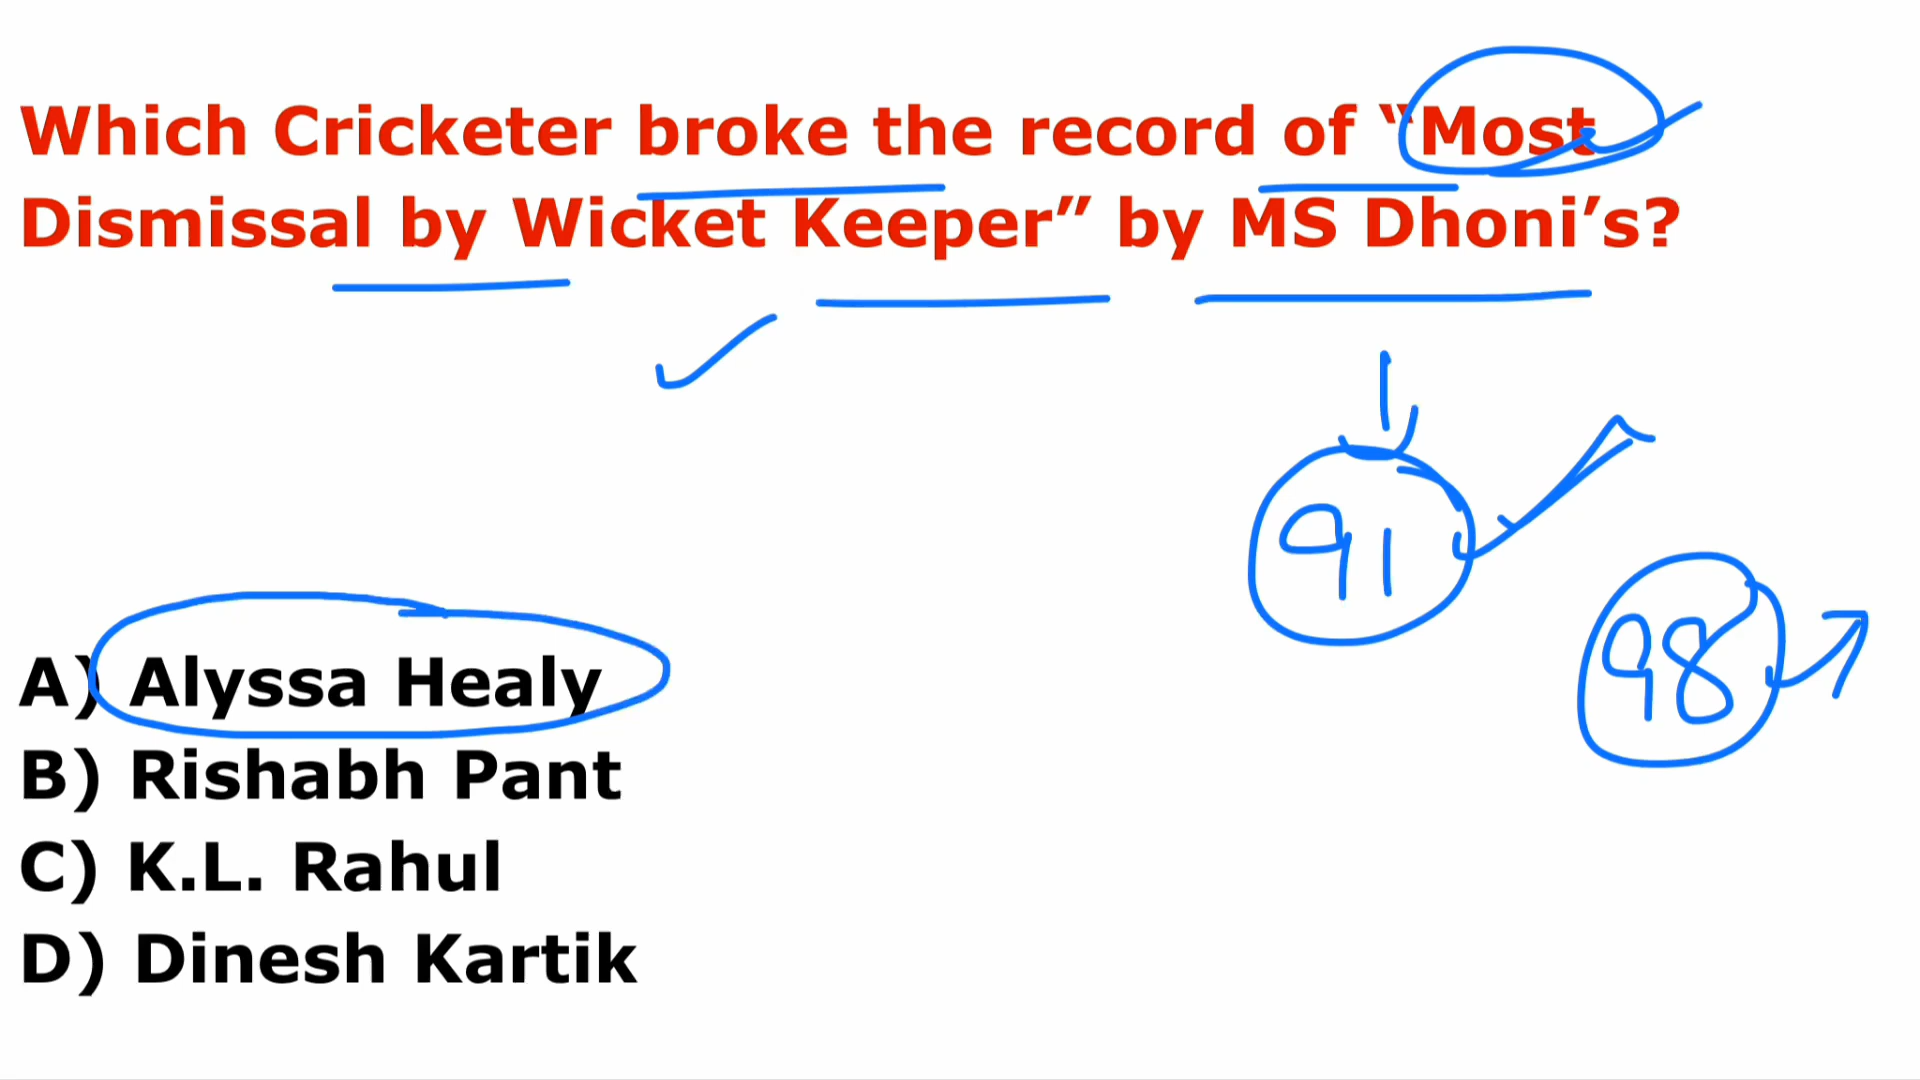 Which Cricketer broke the record of “Most
Dismissal by Wicket Keeper” by MS Dhoni’s?
91
98
A) Alyssa Healy
B) Rishabh Pant
C) K.L. Rahul
D) Dinesh Kartik